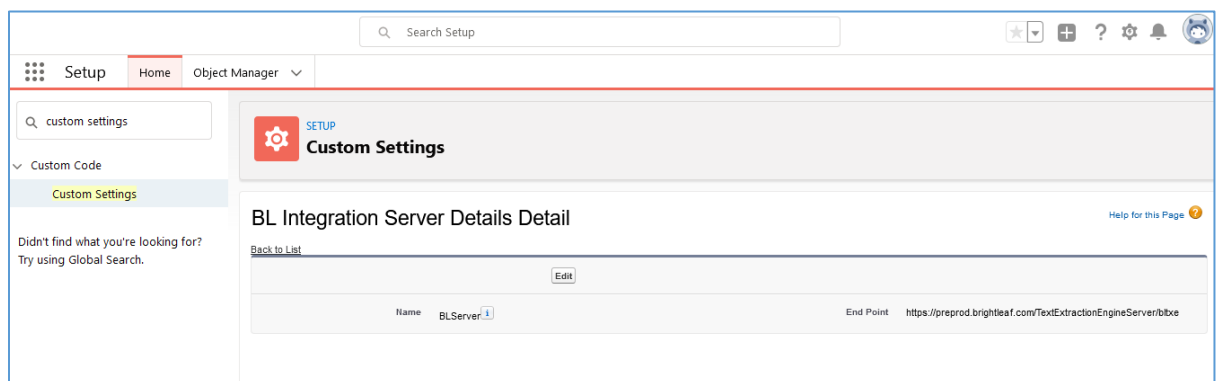 Search Setup
Setup
Home
Object Manager
custom settings
Custom Code
Custom Settings
Didn't find what you're looking for?
Try using Global Search.
SETUP
Custom Settings
BL Integration Server Details Detail
Help for this Page
Back to List
Edit
Name BLServer i End Point https://preprod.brightleaf.com/TextExtractionEngineServer/bltxe